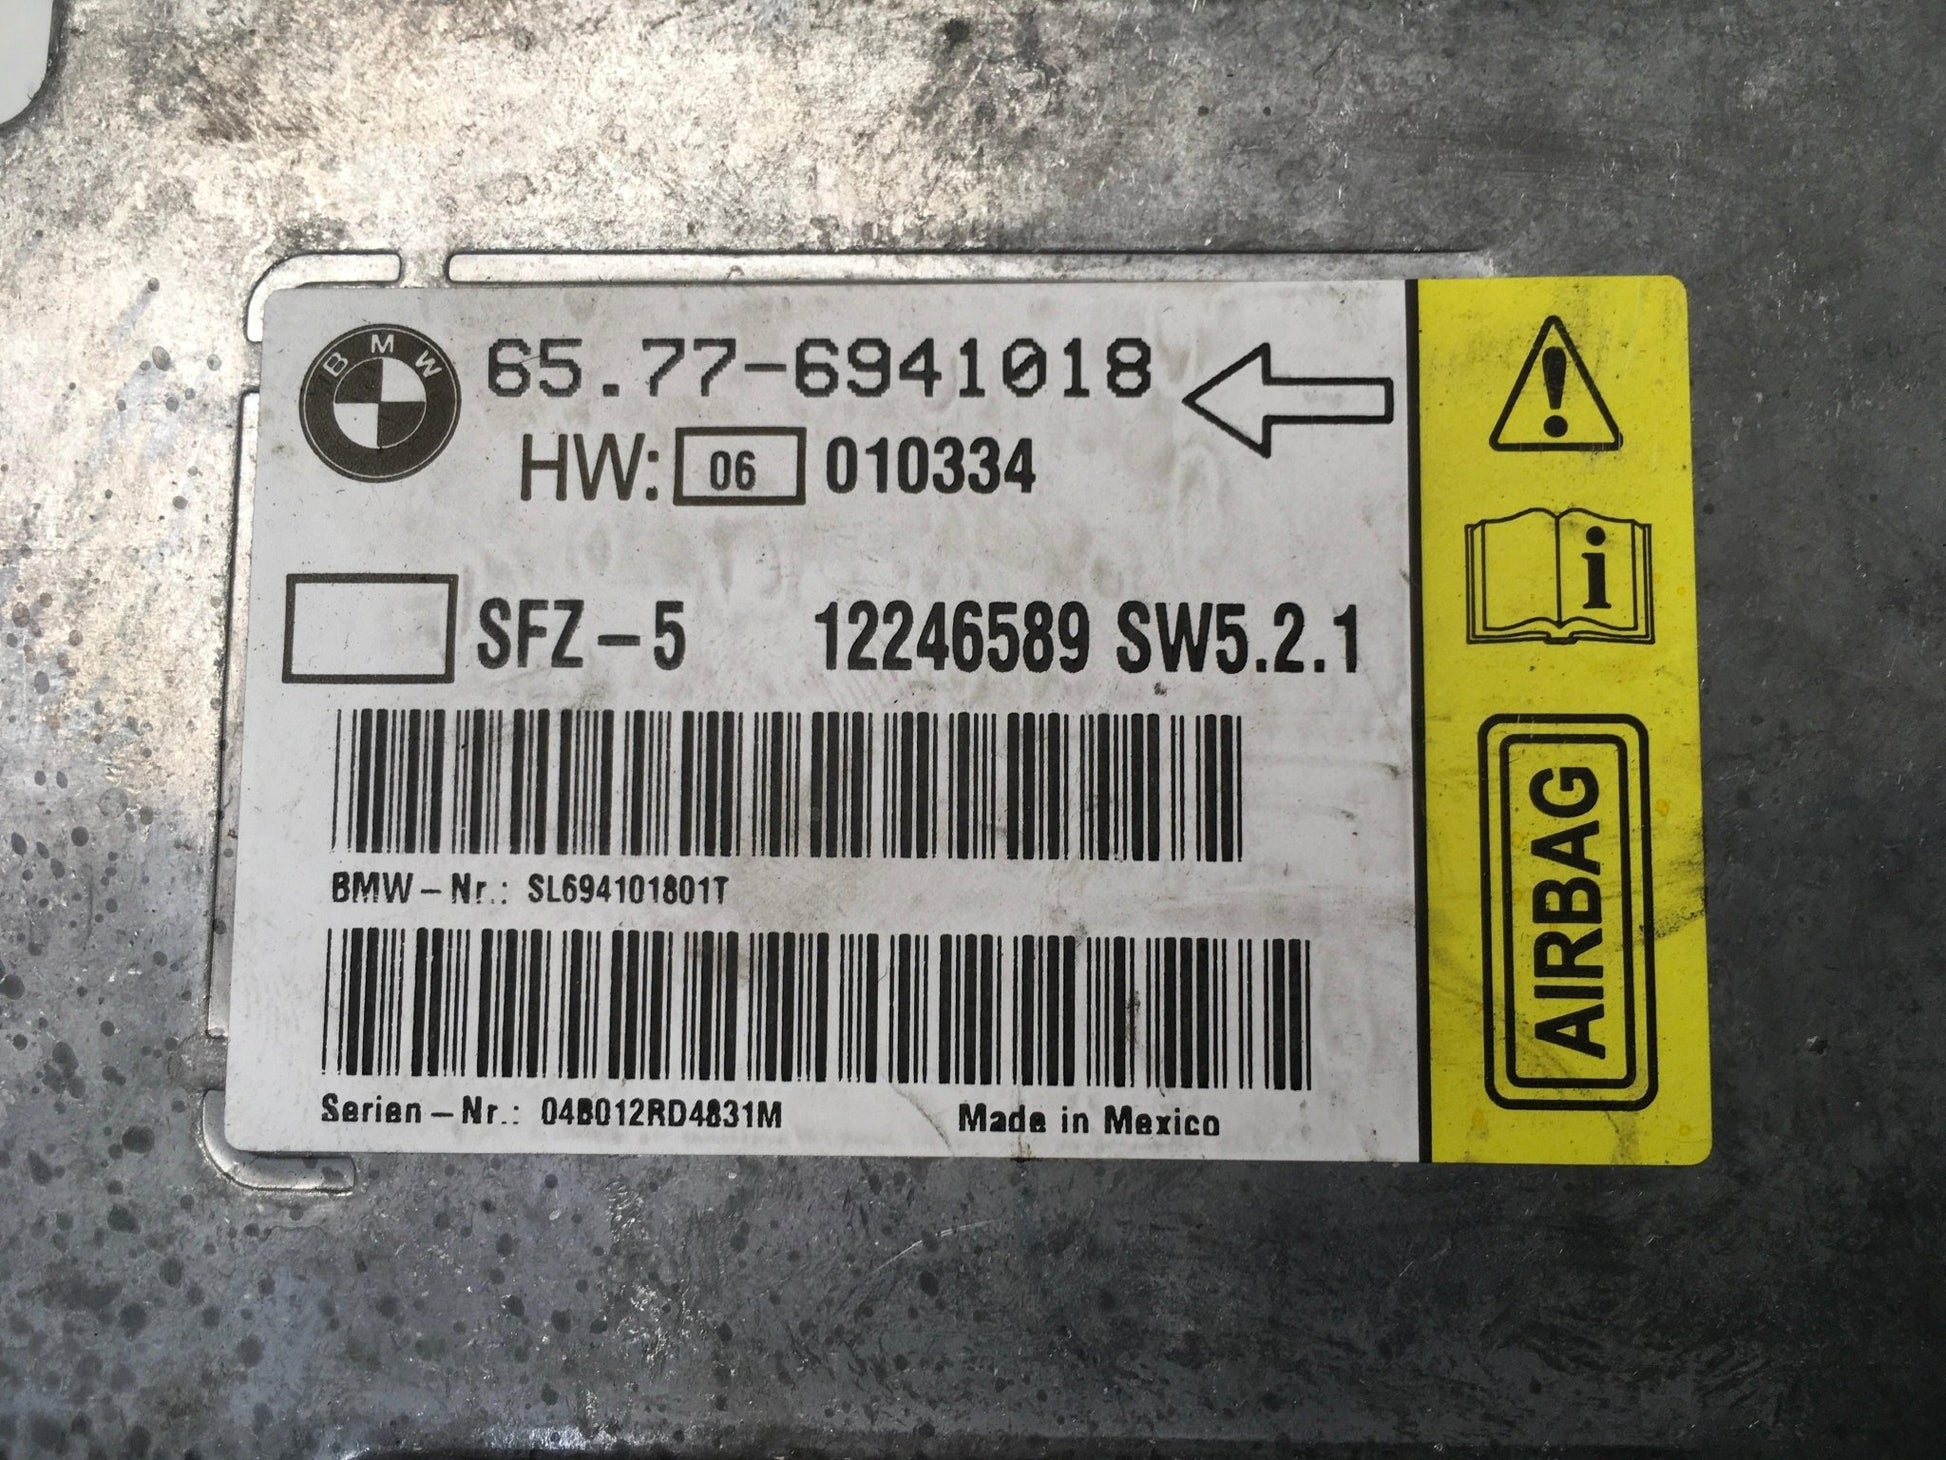 BMW
65.77-6941018
HW: 06 010334
SFZ-5 12246589 SW5.2.1
BMW-Nr.: SL694101801T
Serien-Nr.: 04B012RD4831M Made in Mexico
i
AIRBAG